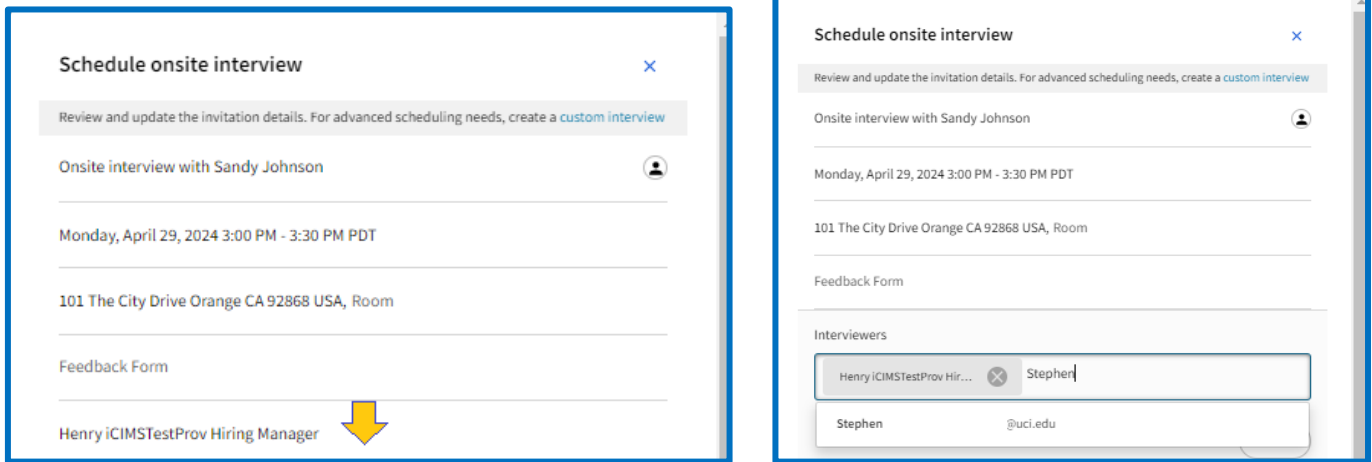 Schedule onsite interview
Review and update the invitation details. For advanced scheduling needs, create a custom interview
Onsite interview with Sandy Johnson
Monday, April 29, 2024 3:00 PM - 3:30 PM PDT
101 The City Drive Orange CA 92868 USA, Room
Feedback Form
Henry iCIMSTestProv Hiring Manager
Schedule onsite interview
Review and update the invitation details. For advanced scheduling needs, create a custom interview
Onsite interview with Sandy Johnson
Monday, April 29, 2024 3:00 PM - 3:30 PM PDT
101 The City Drive Orange CA 92868 USA, Room
Feedback Form
Interviewers
Henry iCIMSTestProv Hir... Stephen
Stephen @uci.edu